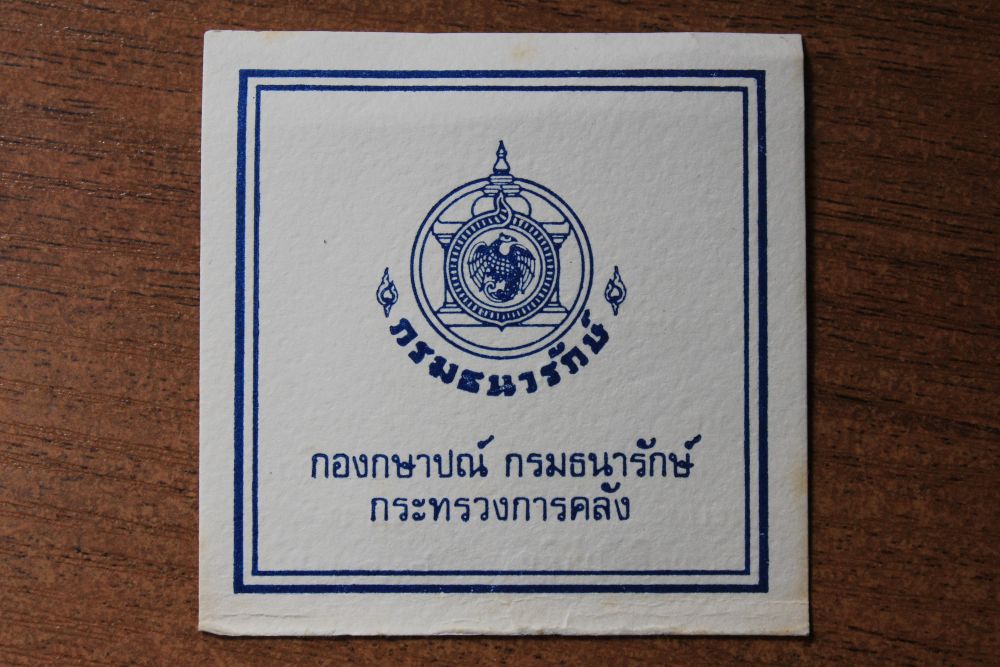 กรมธนารักษ์
กองกษาปณ์ กรมธนารักษ์
กระทรวงการคลัง